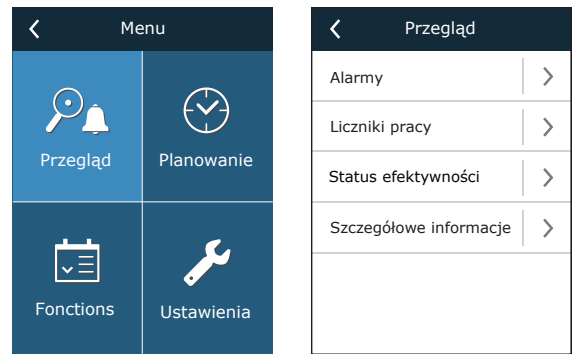 Menu
Przegląd
Planowanie
Fonctions
Ustawienia
Przegląd
Alarmy
Liczniki pracy
Status efektywności
Szczegółowe informacje